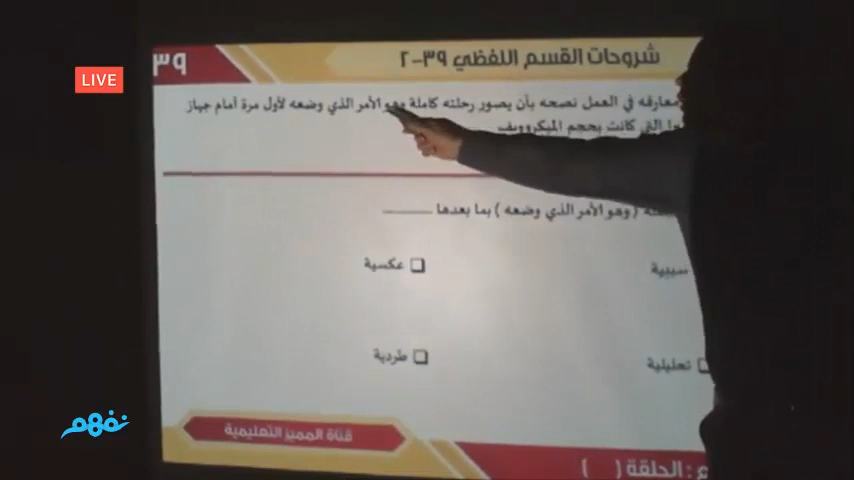 LIVE
شروحات القسم اللفظي ٣٩-٢
٣٩
معارفه في العمل نصحه بأن يصور رحلته كاملة وهو الأمر الذي وضعه لأول مرة أمام جهاز
التي كانت بحجم الميكروويف
( وهو الأمر الذي وضعه ) بما بعدها ـــــــــ
سببية
عكسية
تعليلية
طردية
قناة المميز التعليمية
الحلقة ( )
نفهم